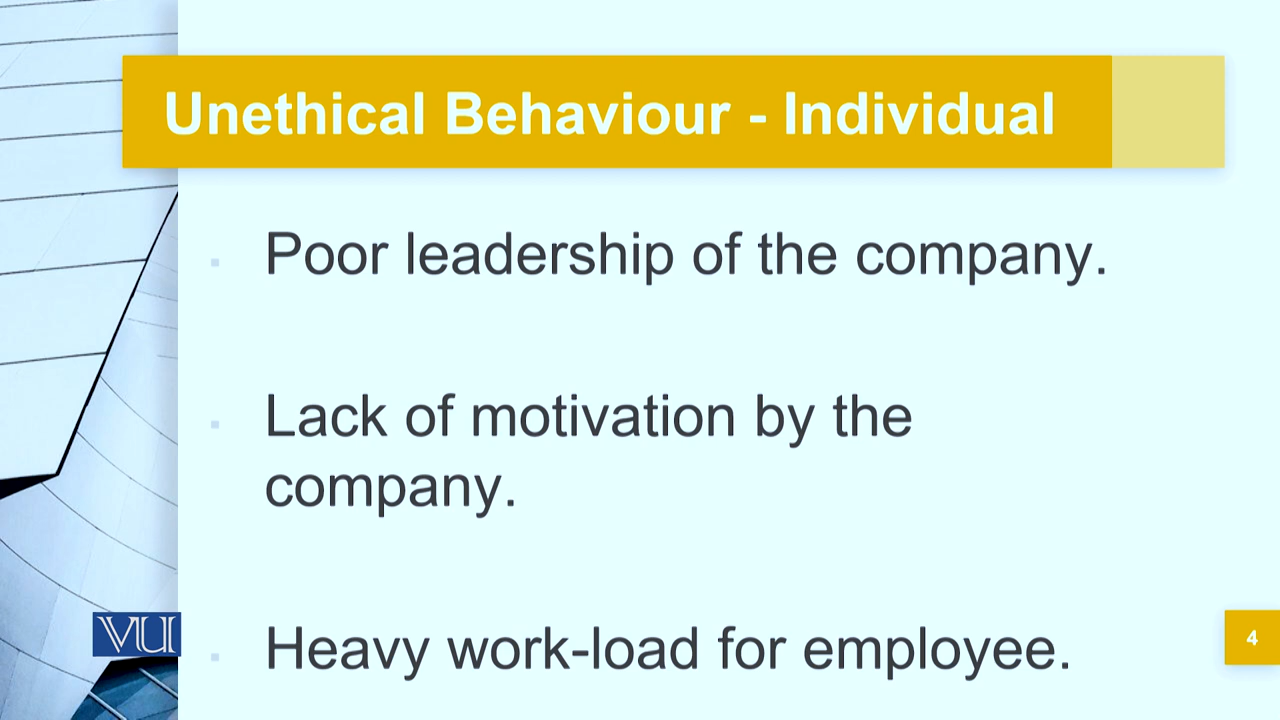 Unethical Behaviour - Individual
Poor leadership of the company.
Lack of motivation by the
company.
Heavy work-load for employee.
VU
4